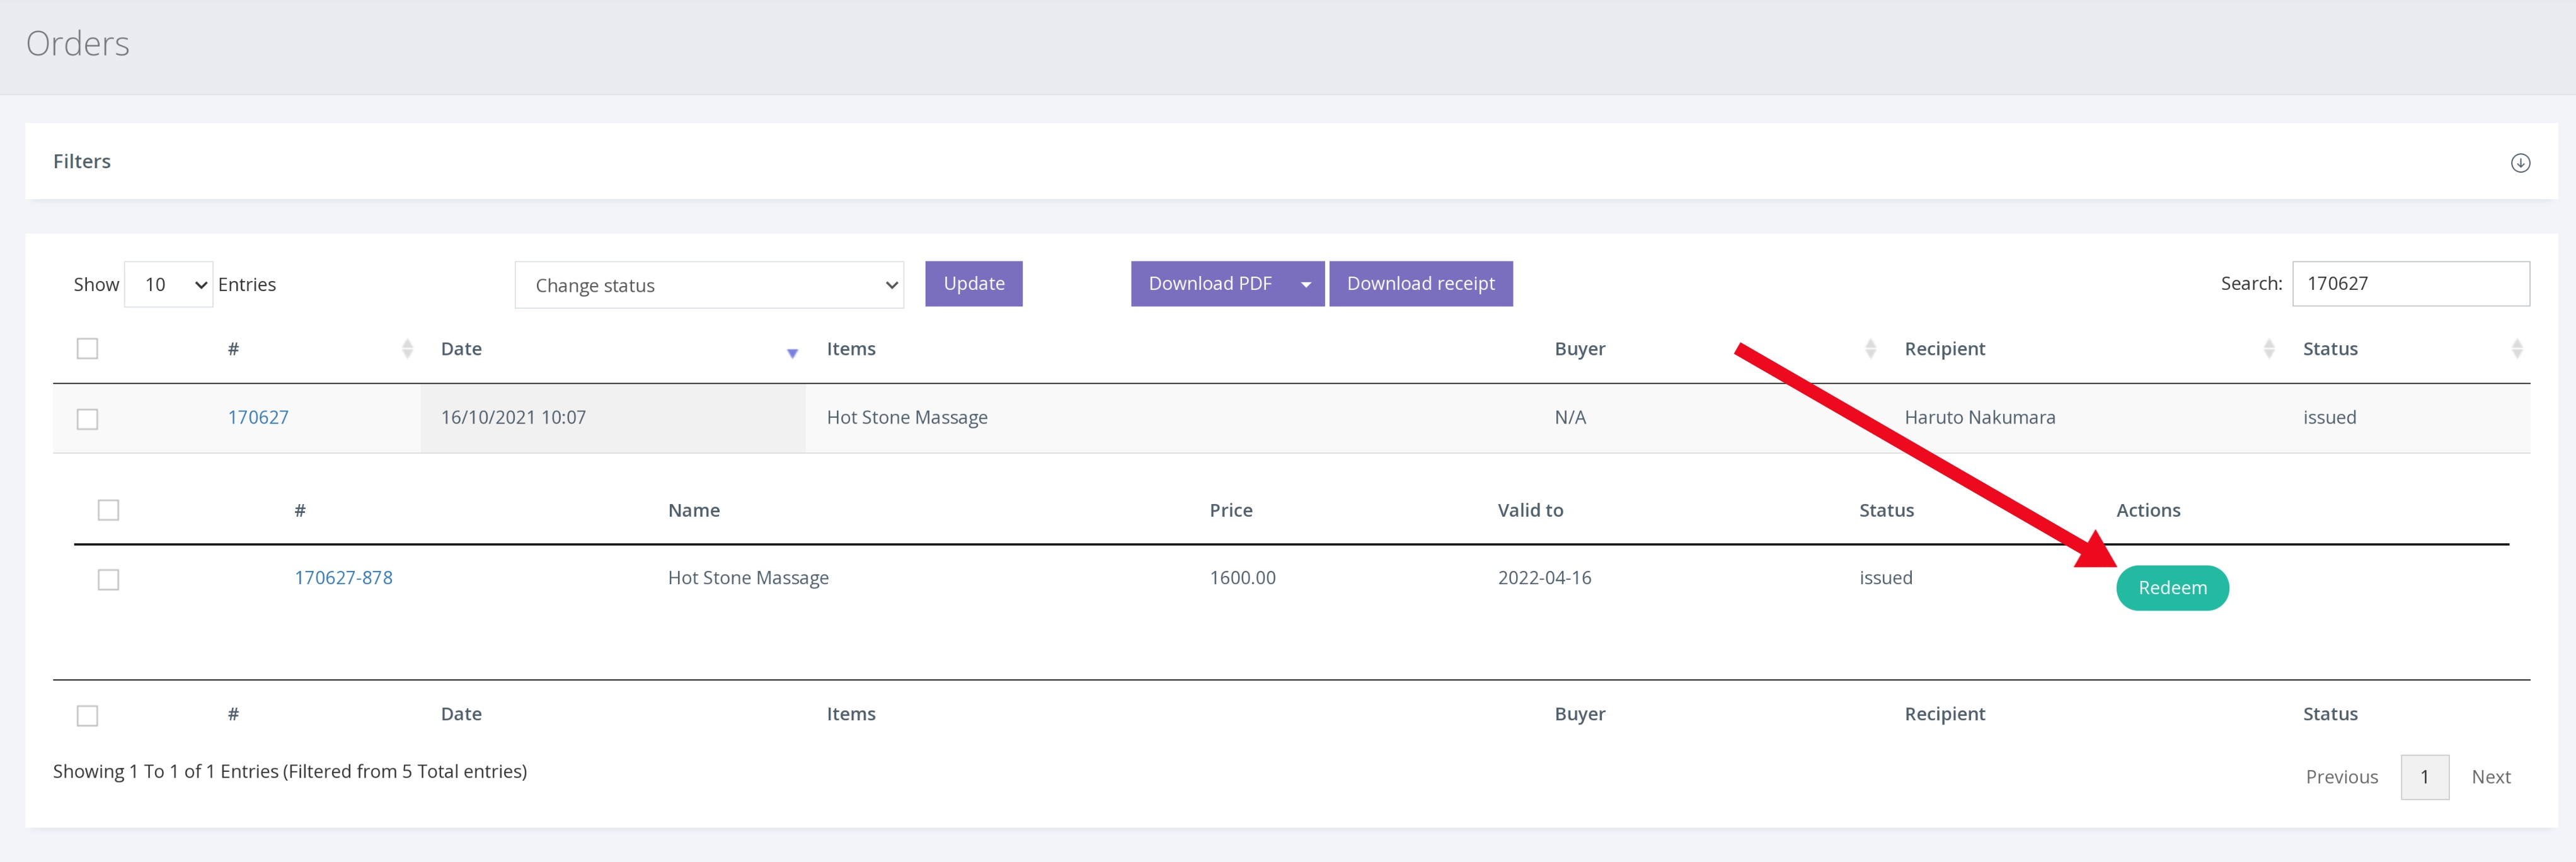 Orders
Filters
Show 10 Entries Change status Update Download PDF Download receipt Search: 170627
# Date Items Buyer Recipient Status
170627 16/10/2021 10:07 Hot Stone Massage N/A Haruto Nakumara issued
# Name Price Valid to Status Actions
170627-878 Hot Stone Massage 1600.00 2022-04-16 issued Redeem
# Date Items Buyer Recipient Status
Showing 1 To 1 of 1 Entries (Filtered from 5 Total entries) Previous 1 Next